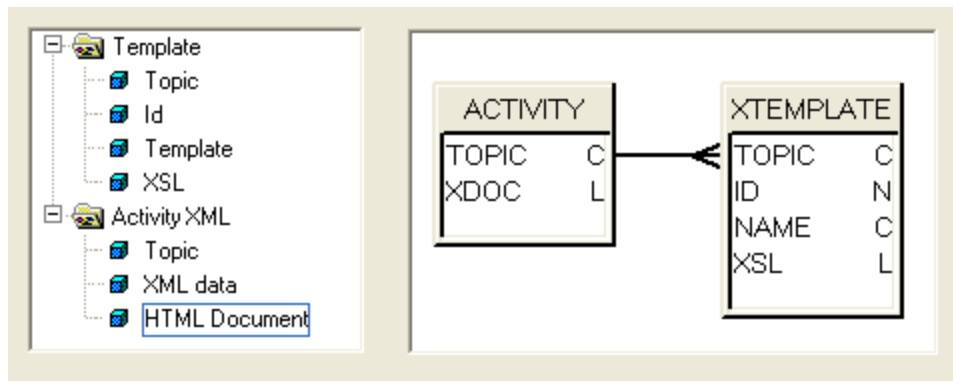 Template
Topic
Id
Template
XSL
Activity XML
Topic
XML data
HTML Document
ACTIVITY
TOPIC C
XDOC L
XTEMPLATE
TOPIC C
ID N
NAME C
XSL L